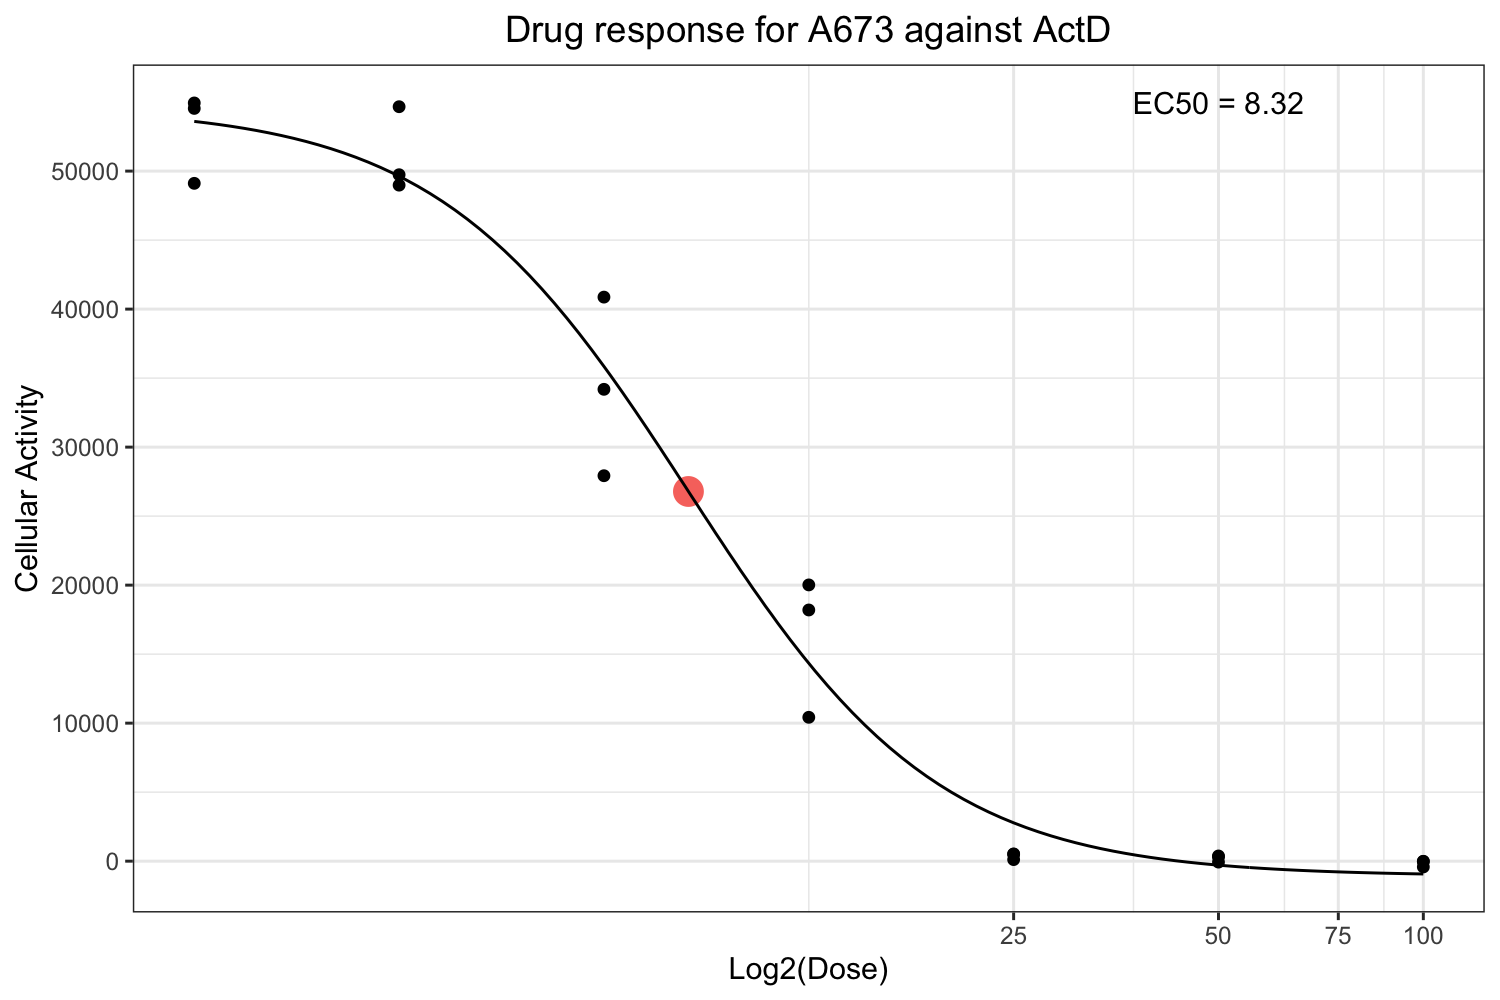 Drug response for A673 against ActD
EC50 = 8.32
Cellular Activity
50000
40000
30000
20000
10000
0
25 50 75 100
Log2(Dose)